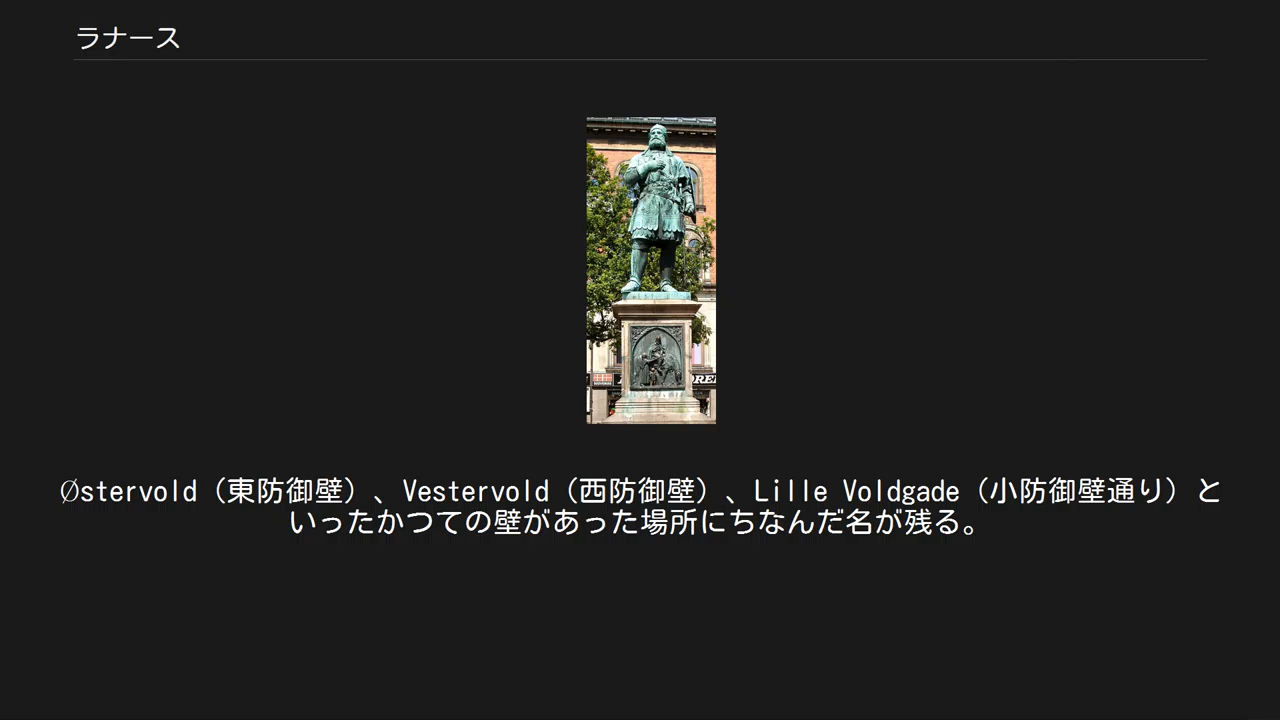 ラナース
Østervold（東防御壁）、Vestervold（西防御壁）、Lille Voldgade（小防御壁通り）と
いったかつての壁があった場所にちなんだ名が残る。